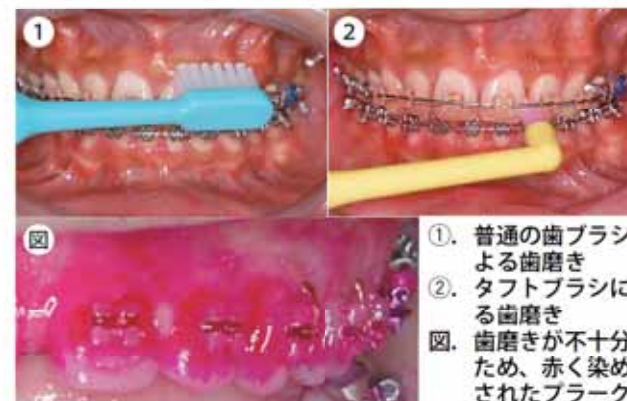 ①
②
図
①. 普通の歯ブラシ
よる歯磨き
②. タフトブラシに
る歯磨き
図. 歯磨きが不十分
ため、赤く染め
されたプラーク